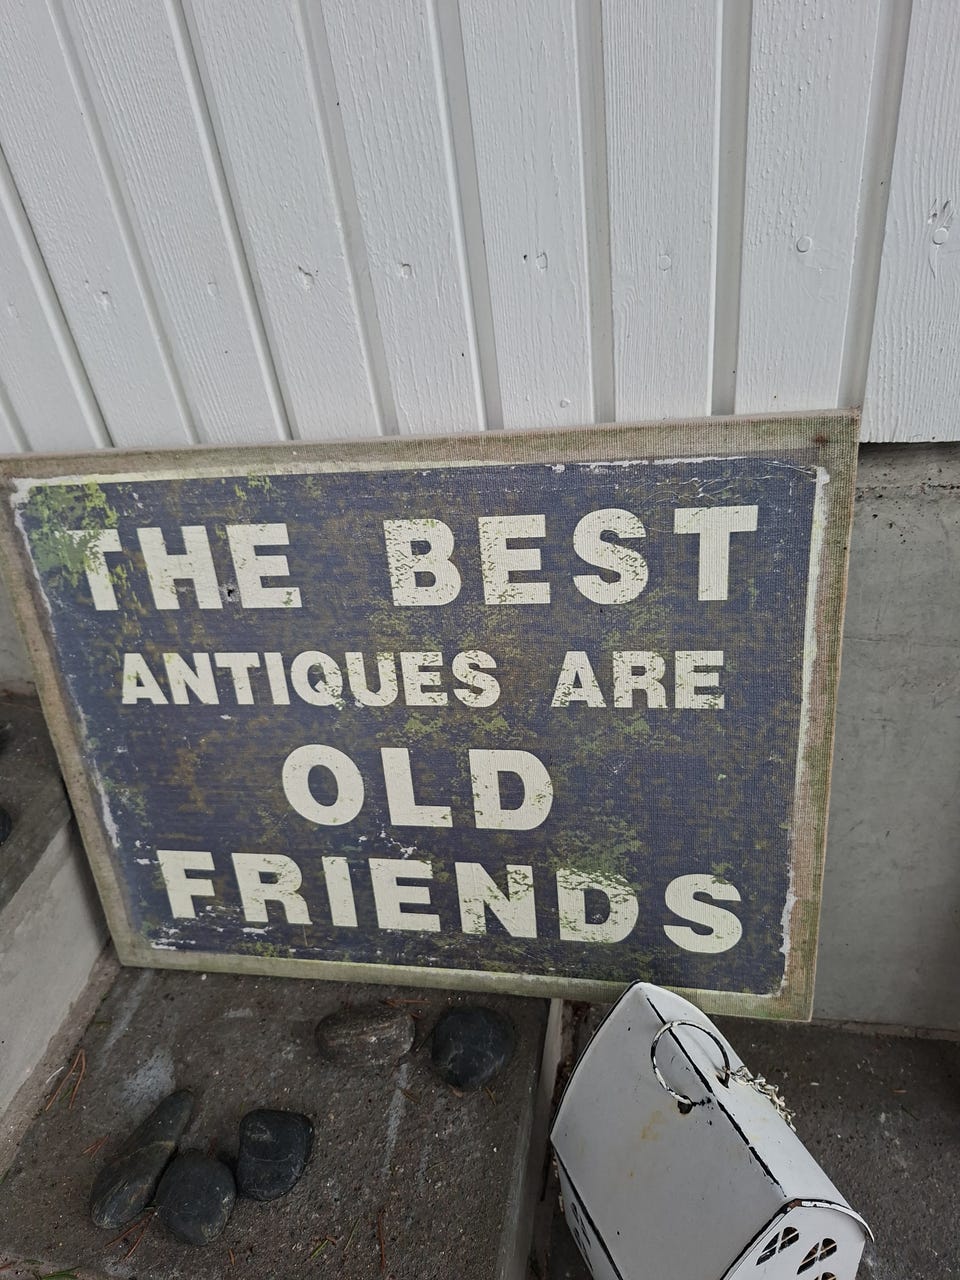 THE BEST
ANTIQUES ARE
OLD
FRIENDS